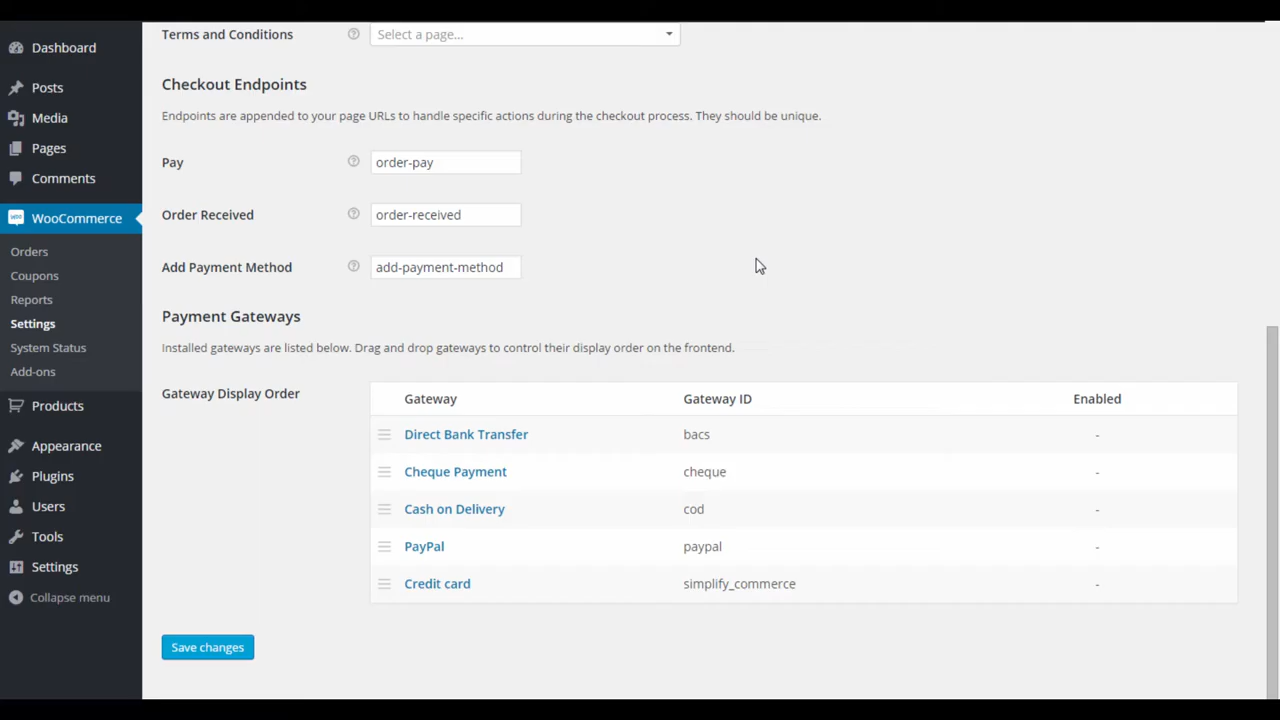 Dashboard
Posts
Media
Pages
Comments
WooCommerce
Orders
Coupons
Reports
Settings
System Status
Add-ons
Products
Appearance
Plugins
Users
Tools
Settings
Collapse menu
Terms and Conditions ? Select a page...
Checkout Endpoints
Endpoints are appended to your page URLs to handle specific actions during the checkout process. They should be unique.
Pay ? order-pay
Order Received ? order-received
Add Payment Method ? add-payment-method
Payment Gateways
Installed gateways are listed below. Drag and drop gateways to control their display order on the frontend.
Gateway Display Order
Gateway Gateway ID Enabled
Direct Bank Transfer bacs -
Cheque Payment cheque -
Cash on Delivery cod -
PayPal paypal -
Credit card simplify_commerce -
Save changes